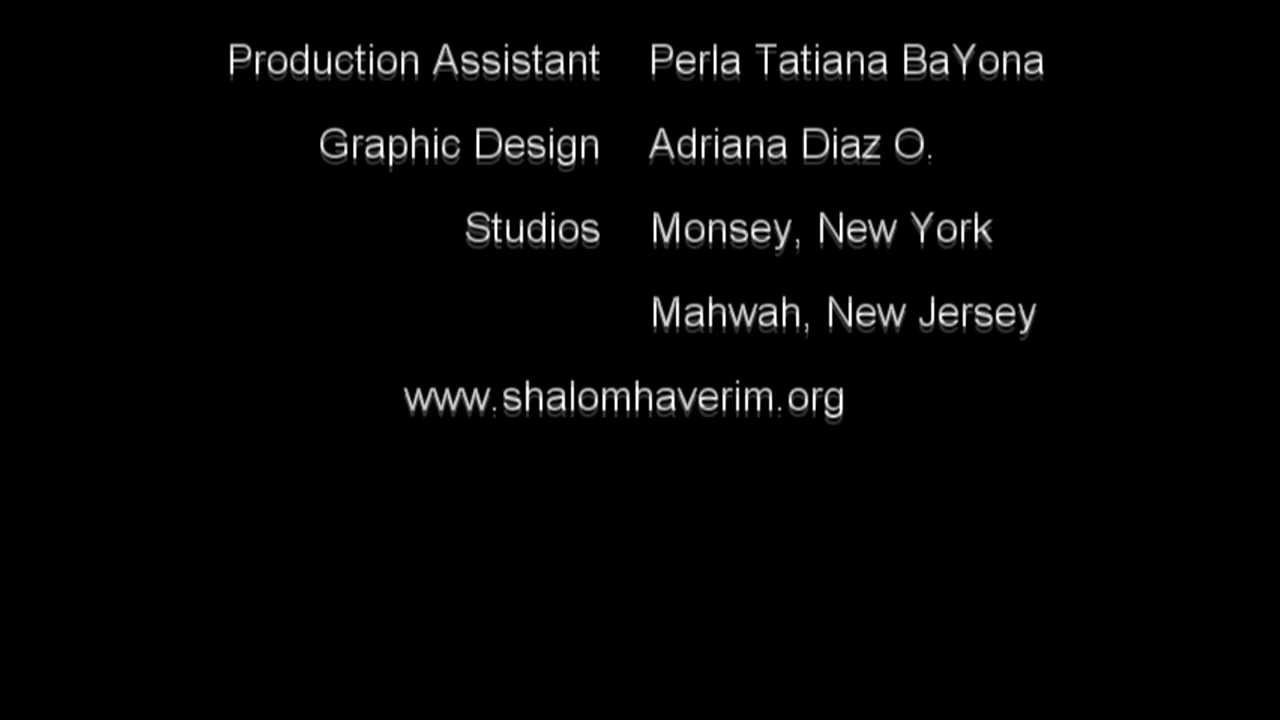 Production Assistant Perla Tatiana BaYona
Graphic Design Adriana Diaz O.
Studios Monsey, New York
Mahwah, New Jersey
www.shalomhaverim.org